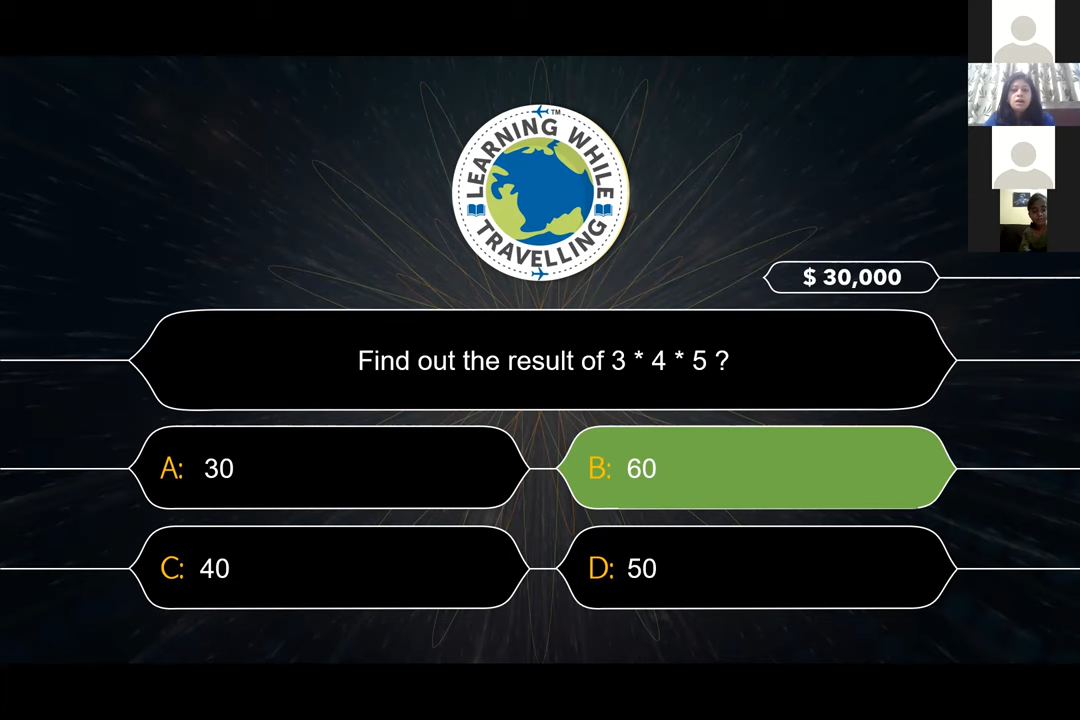 LEARNING WHILE
TRAVELLING
TM
$ 30,000
Find out the result of 3 * 4 * 5 ?
A: 30
B: 60
C: 40
D: 50